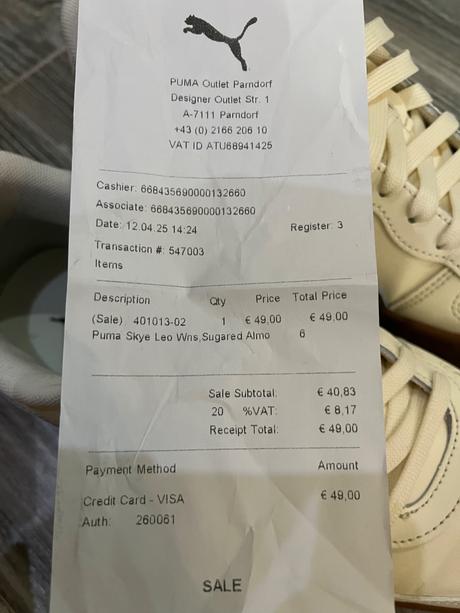 PUMA Outlet Parndorf
Designer Outlet Str. 1
A-7111 Parndorf
+43 (0) 2166 206 10
VAT ID ATU68941425
Cashier: 668435690000132660
Associate: 668435690000132660
Date: 12.04.25 14:24 Register: 3
Transaction #: 547003
Items
Description Qty Price Total Price
(Sale) 401013-02 1 € 49,00 € 49,00
Puma Skye Leo Wns,Sugared Almo 6
Sale Subtotal: € 40,83
20 %VAT: € 8,17
Receipt Total: € 49,00
Payment Method Amount
Credit Card - VISA € 49,00
Auth: 260061
SALE